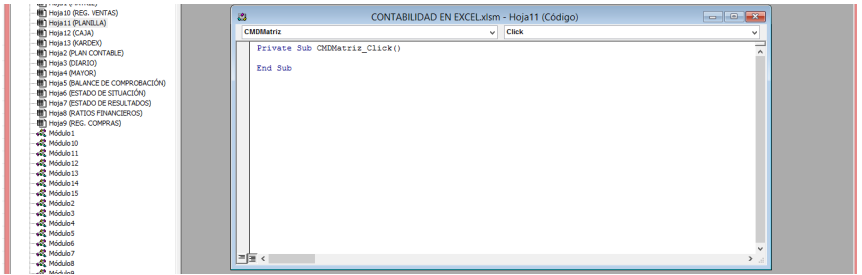 Hoja10 (REG. VENTAS)
Hoja11 (PLANILLA)
Hoja12 (CAJA)
Hoja13 (KARDEX)
Hoja2 (PLAN CONTABLE)
Hoja3 (DIARIO)
Hoja4 (MAYOR)
Hoja5 (BALANCE DE COMPROBACIÓN)
Hoja6 (ESTADO DE SITUACIÓN)
Hoja7 (ESTADO DE RESULTADOS)
Hoja8 (RATIOS FINANCIEROS)
Hoja9 (REG. COMPRAS)
Módulo1
Módulo10
Módulo11
Módulo12
Módulo13
Módulo14
Módulo15
Módulo2
Módulo3
Módulo4
Módulo5
Módulo6
Módulo7
Módulo8
Módulo9
CONTABILIDAD EN EXCEL.xlsm - Hoja11 (Código)
CMDMatriz
Click
Private Sub CMDMatriz_Click()
End Sub